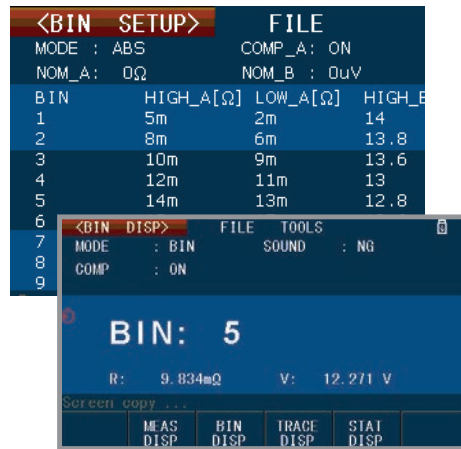 <BIN SETUP> FILE
MODE : ABS COMP_A: ON
NOM_A: 0Ω NOM_B : 0uV
BIN HIGH_A[Ω] LOW_A[Ω] HIGH_
1 5m 2m 14
2 8m 6m 13.8
3 10m 9m 13.6
4 12m 11m 13
5 14m 13m 12.8
6
7
8
9
<BIN DISP> FILE TOOLS
MODE : BIN SOUND : NG
COMP : ON
BIN: 5
R: 9.834mΩ V: 12.271 V
Screen copy ...
MEAS DISP BIN DISP TRACE DISP STAT DISP